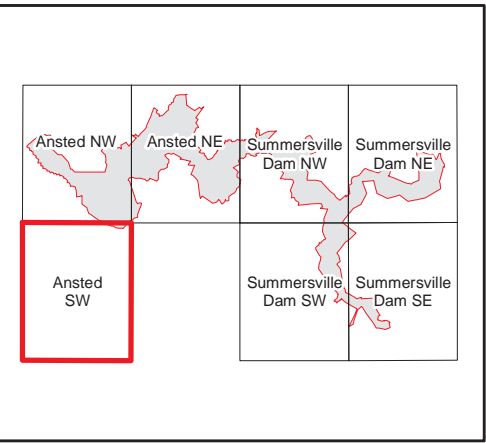 Ansted NW
Ansted NE
Summersville
Dam NW
Summersville
Dam NE
Ansted
SW
Summersville
Dam SW
Summersville
Dam SE